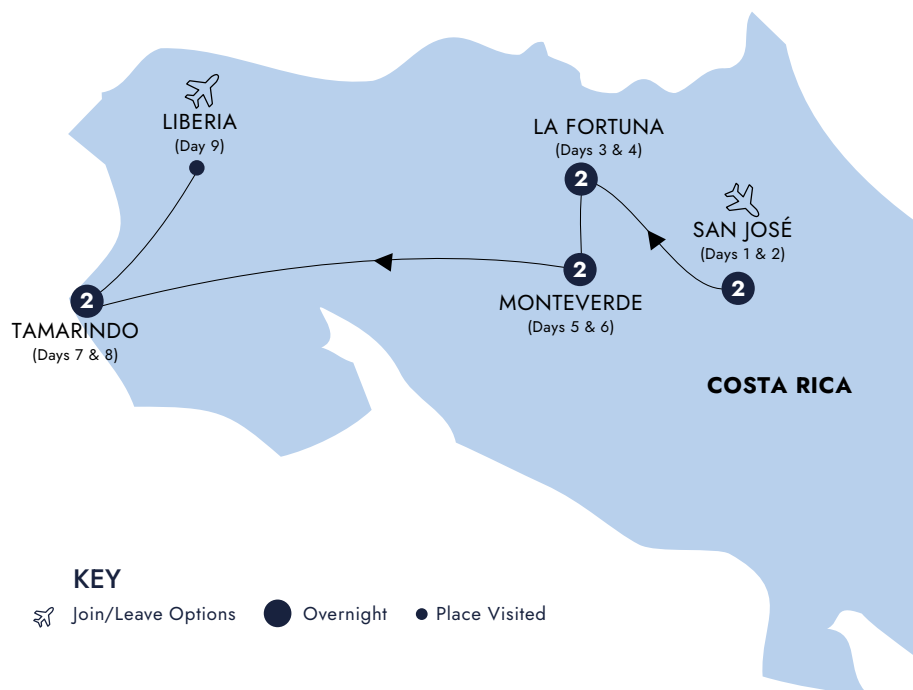 LIBERIA
(Day 9)
LA FORTUNA
(Days 3 & 4)
2
SAN JOSÉ
(Days 1 & 2)
2
2
MONTEVERDE
(Days 5 & 6)
2
TAMARINDO
(Days 7 & 8)
COSTA RICA
KEY
Join/Leave Options
Overnight
Place Visited